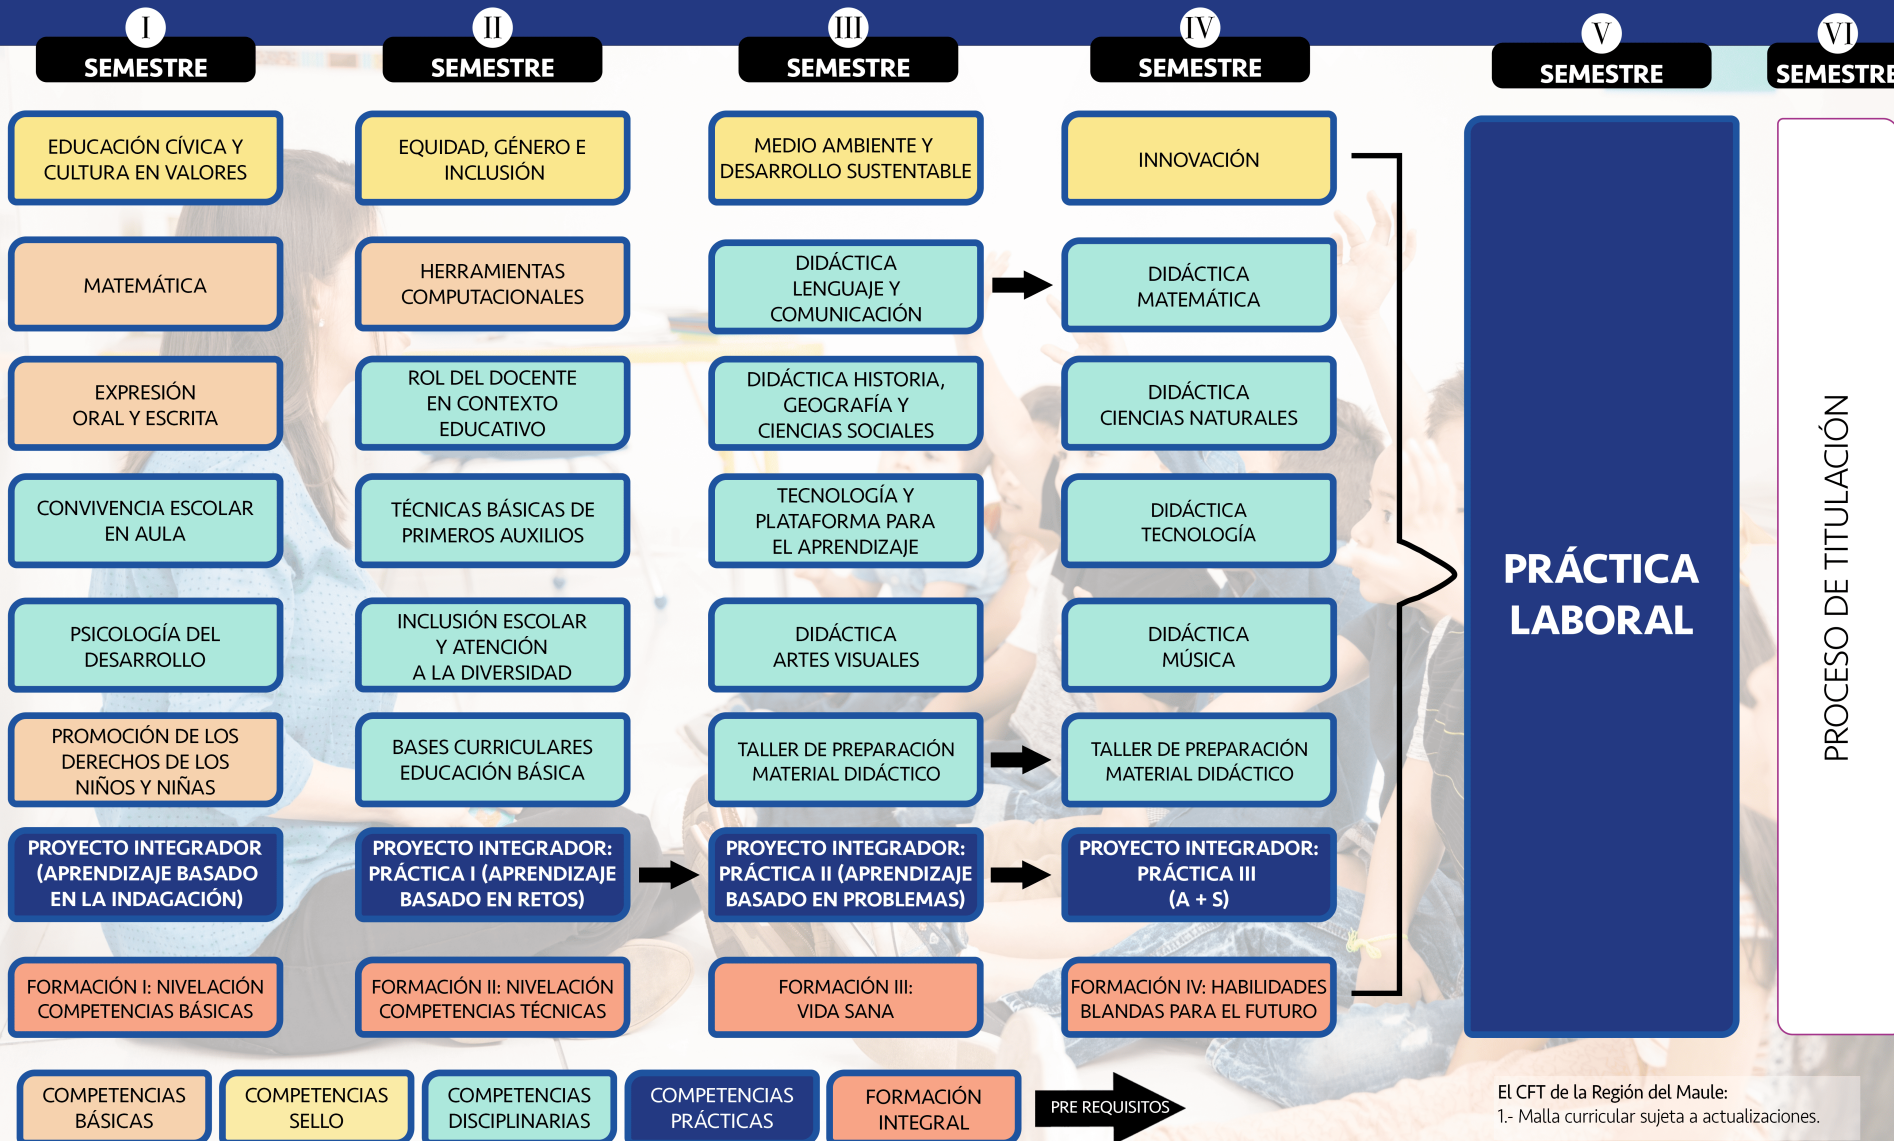 I
SEMESTRE
II
SEMESTRE
III
SEMESTRE
IV
SEMESTRE
V
SEMESTRE
VI
SEMESTRE
EDUCACIÓN CÍVICA Y
CULTURA EN VALORES
EQUIDAD, GÉNERO E
INCLUSIÓN
MEDIO AMBIENTE Y
DESARROLLO SUSTENTABLE
INNOVACIÓN
MATEMÁTICA
HERRAMIENTAS
COMPUTACIONALES
DIDÁCTICA
LENGUAJE Y
COMUNICACIÓN
DIDÁCTICA
MATEMÁTICA
EXPRESIÓN
ORAL Y ESCRITA
ROL DEL DOCENTE
EN CONTEXTO
EDUCATIVO
DIDÁCTICA HISTORIA,
GEOGRAFÍA Y
CIENCIAS SOCIALES
DIDÁCTICA
CIENCIAS NATURALES
CONVIVENCIA ESCOLAR
EN AULA
TÉCNICAS BÁSICAS DE
PRIMEROS AUXILIOS
TECNOLOGÍA Y
PLATAFORMA PARA
EL APRENDIZAJE
DIDÁCTICA
TECNOLOGÍA
PSICOLOGÍA DEL
DESARROLLO
INCLUSIÓN ESCOLAR
Y ATENCIÓN
A LA DIVERSIDAD
DIDÁCTICA
ARTES VISUALES
DIDÁCTICA
MÚSICA
PROMOCIÓN DE LOS
DERECHOS DE LOS
NIÑOS Y NIÑAS
BASES CURRICULARES
EDUCACIÓN BÁSICA
TALLER DE PREPARACIÓN
MATERIAL DIDÁCTICO
TALLER DE PREPARACIÓN
MATERIAL DIDÁCTICO
PROYECTO INTEGRADOR
(APRENDIZAJE BASADO
EN LA INDAGACIÓN)
PROYECTO INTEGRADOR:
PRÁCTICA I (APRENDIZAJE
BASADO EN RETOS)
PROYECTO INTEGRADOR:
PRÁCTICA II (APRENDIZAJE
BASADO EN PROBLEMAS)
PROYECTO INTEGRADOR:
PRÁCTICA III
(A + S)
FORMACIÓN I: NIVELACIÓN
COMPETENCIAS BÁSICAS
FORMACIÓN II: NIVELACIÓN
COMPETENCIAS TÉCNICAS
FORMACIÓN III:
VIDA SANA
FORMACIÓN IV: HABILIDADES
BLANDAS PARA EL FUTURO
PRÁCTICA
LABORAL
PROCESO DE TITULACIÓN
COMPETENCIAS
BÁSICAS
COMPETENCIAS
SELLO
COMPETENCIAS
DISCIPLINARIAS
COMPETENCIAS
PRÁCTICAS
FORMACIÓN
INTEGRAL
PRE REQUISITOS
El CFT de la Región del Maule:
1.- Malla curricular sujeta a actualizaciones.